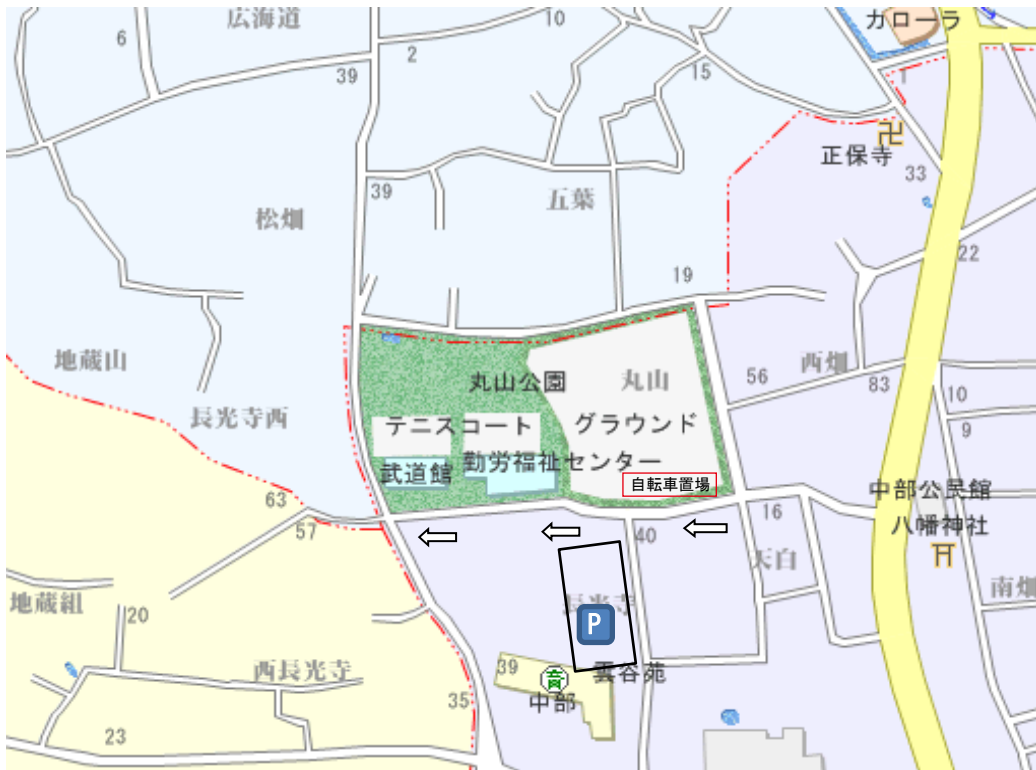 広海道
10
カローラ
6
2
39
15
1
卍
正保寺
33
39
五葉
松畑
22
19
地蔵山
西畑
丸山公園
丸山
56
83
10
長光寺西
テニスコート
グラウンド
9
武道館
勤労福祉センター
自転車置場
中部公民館
63
16
八幡神社
57
40
天白
南畑
地蔵組
長光寺
20
P
西長光寺
39
雲谷苑
育
中部
35
23